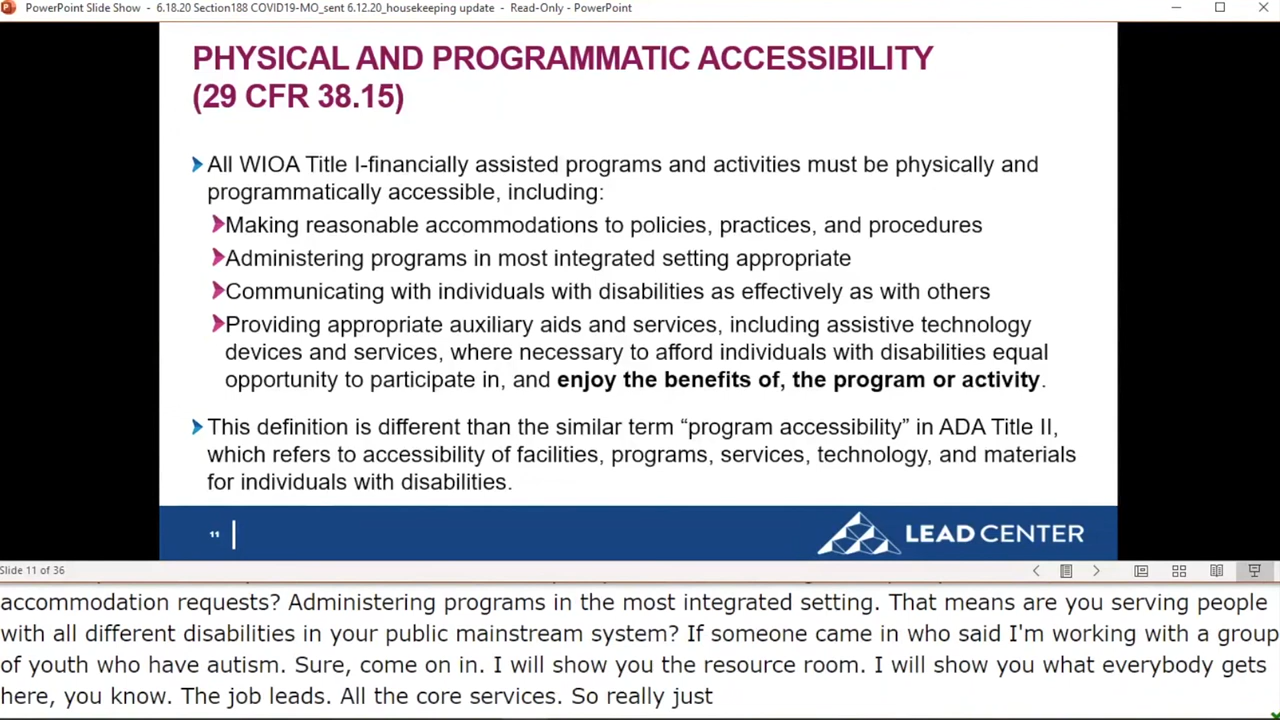 PowerPoint Slide Show - 6.18.20 Section188 COVID19-MO_sent 6.12.20_housekeeping update - Read-Only - PowerPoint
PHYSICAL AND PROGRAMMATIC ACCESSIBILITY
(29 CFR 38.15)
All WIOA Title I-financially assisted programs and activities must be physically and
programmatically accessible, including:
Making reasonable accommodations to policies, practices, and procedures
Administering programs in most integrated setting appropriate
Communicating with individuals with disabilities as effectively as with others
Providing appropriate auxiliary aids and services, including assistive technology
devices and services, where necessary to afford individuals with disabilities equal
opportunity to participate in, and enjoy the benefits of, the program or activity.
This definition is different than the similar term “program accessibility” in ADA Title II,
which refers to accessibility of facilities, programs, services, technology, and materials
for individuals with disabilities.
11
LEAD CENTER
Slide 11 of 36
accommodation requests? Administering programs in the most integrated setting. That means are you serving people
with all different disabilities in your public mainstream system? If someone came in who said I'm working with a group
of youth who have autism. Sure, come on in. I will show you the resource room. I will show you what everybody gets
here, you know. The job leads. All the core services. So really just